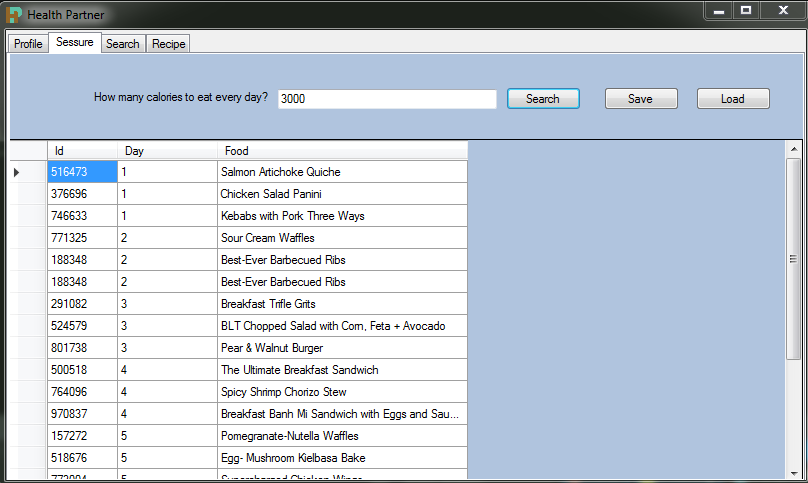 Health Partner
Profile Sessure Search Recipe
How many calories to eat every day? 3000 Search Save Load
Id Day Food
516473 1 Salmon Artichoke Quiche
376696 1 Chicken Salad Panini
746633 1 Kebabs with Pork Three Ways
771325 2 Sour Cream Waffles
188348 2 Best-Ever Barbecued Ribs
188348 2 Best-Ever Barbecued Ribs
291082 3 Breakfast Trifle Grits
524579 3 BLT Chopped Salad with Corn, Feta + Avocado
801738 3 Pear & Walnut Burger
500518 4 The Ultimate Breakfast Sandwich
764096 4 Spicy Shrimp Chorizo Stew
970837 4 Breakfast Banh Mi Sandwich with Eggs and Sau...
157272 5 Pomegranate-Nutella Waffles
518676 5 Egg- Mushroom Kielbasa Bake
5 Supercharged Chicken Wings